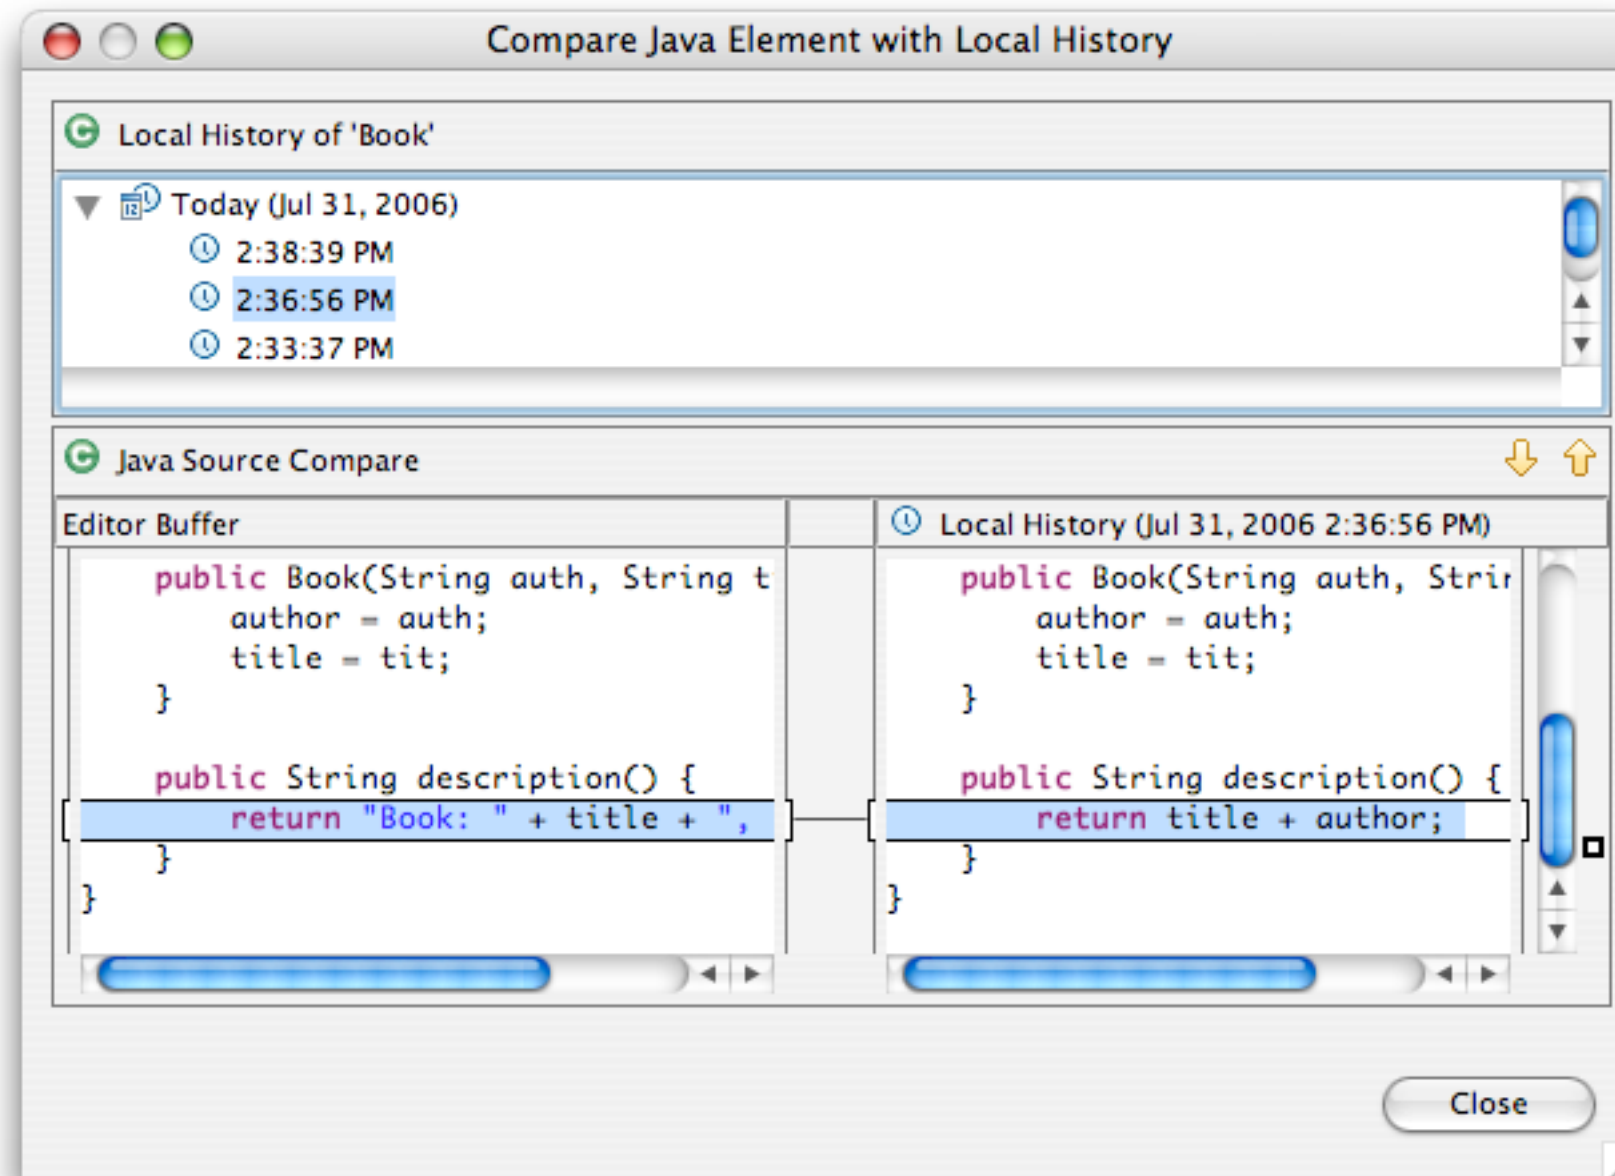 Compare Java Element with Local History
Local History of 'Book'
Today (Jul 31, 2006)
2:38:39 PM
2:36:56 PM
2:33:37 PM
Java Source Compare
Editor Buffer
public Book(String auth, String t
author = auth;
title = tit;
}
public String description() {
return "Book: " + title + ",
}
}
Local History (Jul 31, 2006 2:36:56 PM)
public Book(String auth, Strin
author = auth;
title = tit;
}
public String description() {
return title + author;
}
}
Close